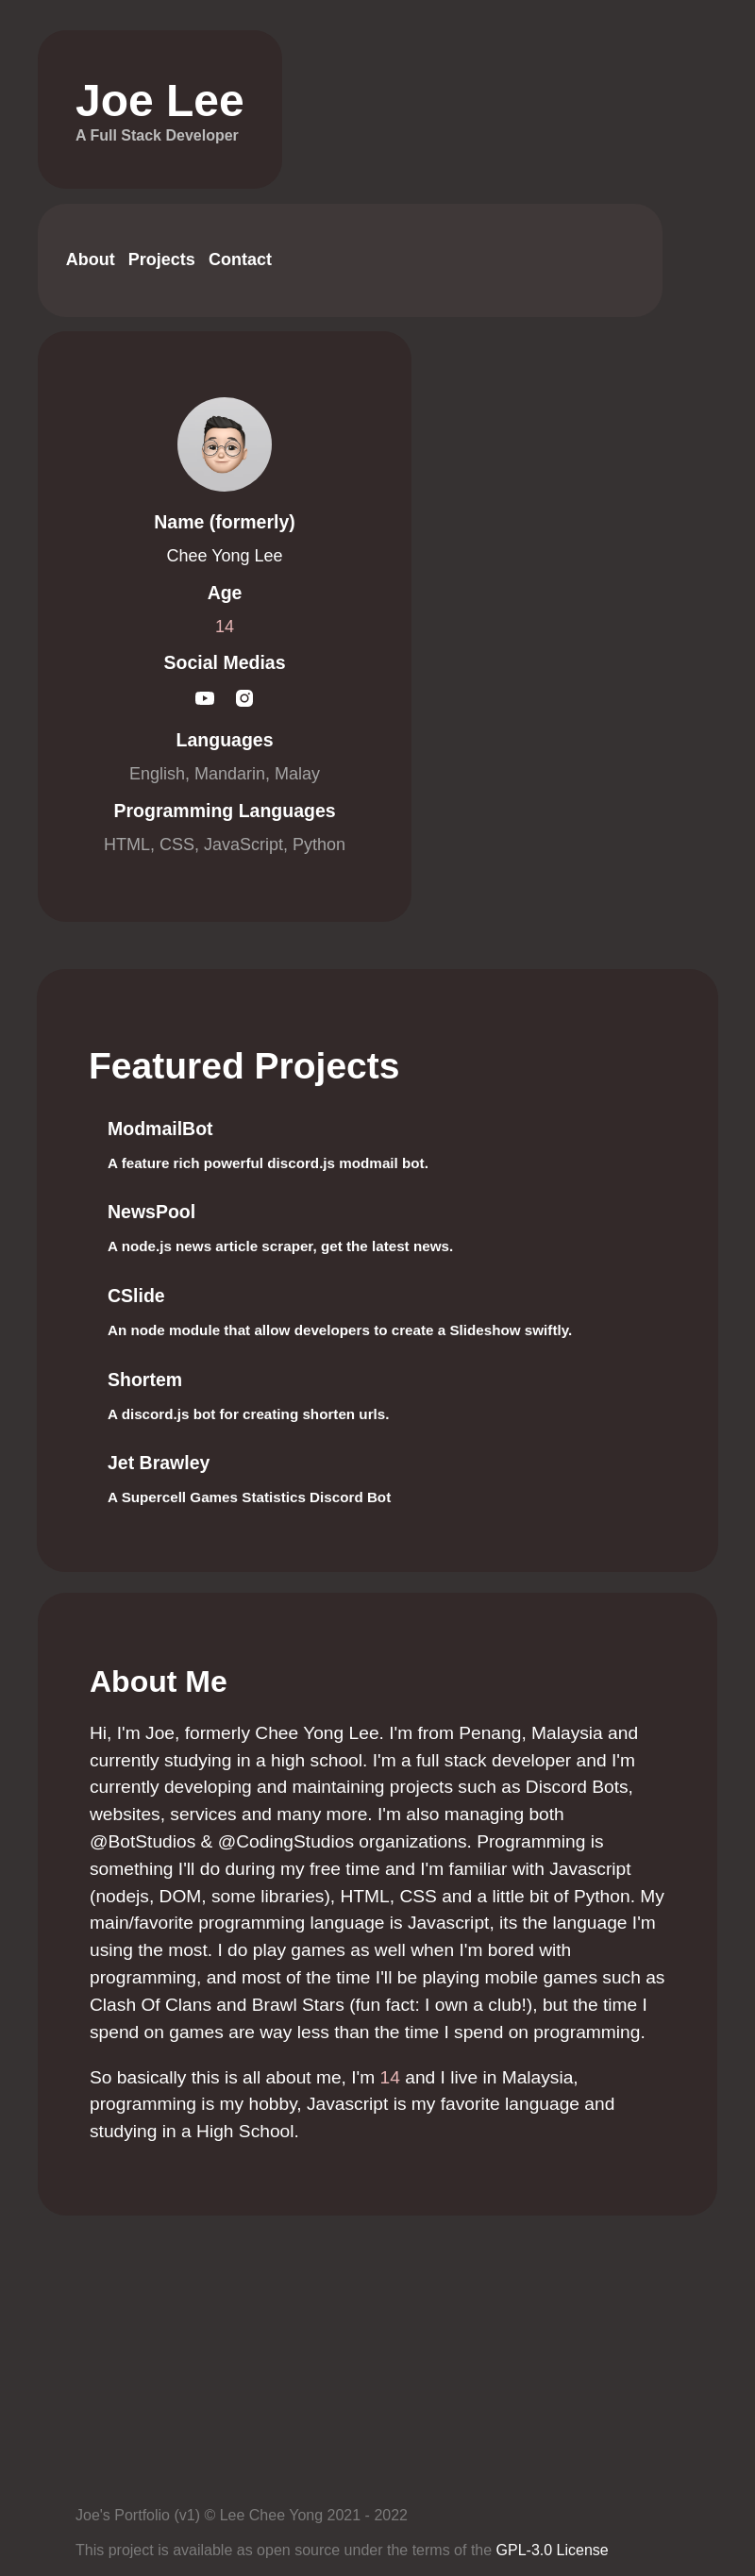 Joe Lee
A Full Stack Developer
About Projects Contact
Name (formerly)
Chee Yong Lee
Age
14
Social Medias
Languages
English, Mandarin, Malay
Programming Languages
HTML, CSS, JavaScript, Python
Featured Projects
ModmailBot
A feature rich powerful discord.js modmail bot.
NewsPool
A node.js news article scraper, get the latest news.
CSlide
An node module that allow developers to create a Slideshow swiftly.
Shortem
A discord.js bot for creating shorten urls.
Jet Brawley
A Supercell Games Statistics Discord Bot
About Me
Hi, I'm Joe, formerly Chee Yong Lee. I'm from Penang, Malaysia and
currently studying in a high school. I'm a full stack developer and I'm
currently developing and maintaining projects such as Discord Bots,
websites, services and many more. I'm also managing both
@BotStudios & @CodingStudios organizations. Programming is
something I'll do during my free time and I'm familiar with Javascript
(nodejs, DOM, some libraries), HTML, CSS and a little bit of Python. My
main/favorite programming language is Javascript, its the language I'm
using the most. I do play games as well when I'm bored with
programming, and most of the time I'll be playing mobile games such as
Clash Of Clans and Brawl Stars (fun fact: I own a club!), but the time I
spend on games are way less than the time I spend on programming.
So basically this is all about me, I'm 14 and I live in Malaysia,
programming is my hobby, Javascript is my favorite language and
studying in a High School.
Joe's Portfolio (v1) © Lee Chee Yong 2021 - 2022
This project is available as open source under the terms of the GPL-3.0 License